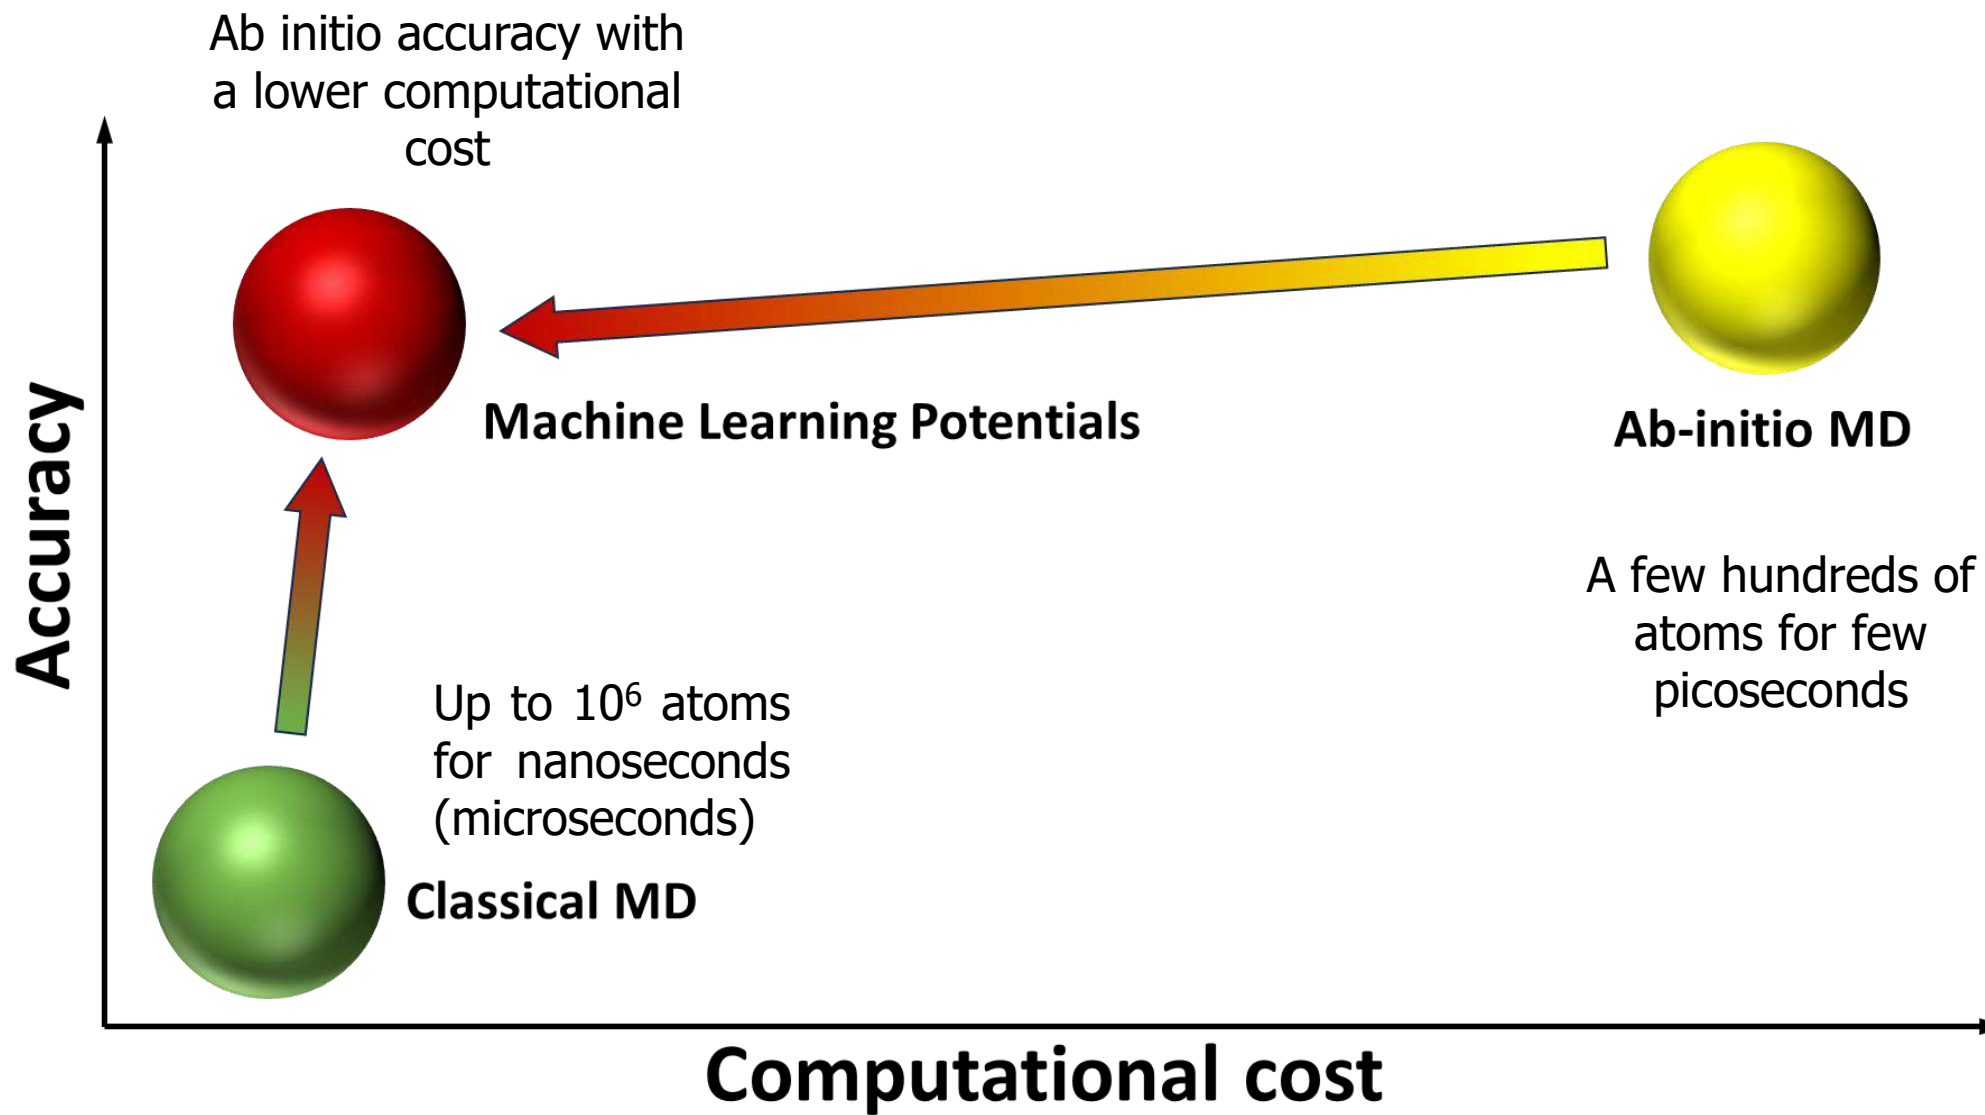 Ab initio accuracy with
a lower computational
cost
Machine Learning Potentials
Ab-initio MD
A few hundreds of
atoms for few
picoseconds
Up to 10⁶ atoms
for nanoseconds
(microseconds)
Classical MD
Accuracy
Computational cost